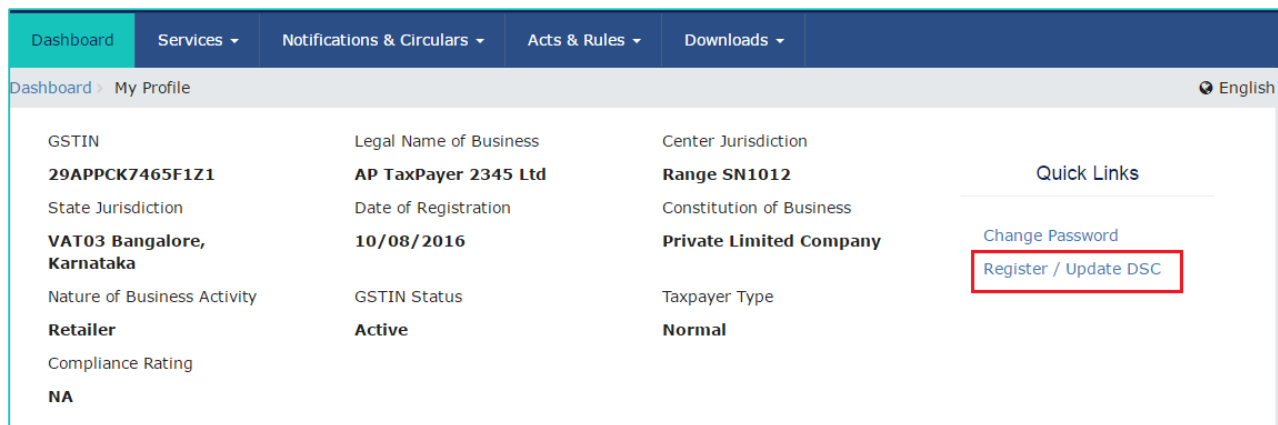 Dashboard Services Notifications & Circulars Acts & Rules Downloads
Dashboard > My Profile English
GSTIN Legal Name of Business Center Jurisdiction
29APPCK7465F1Z1 AP TaxPayer 2345 Ltd Range SN1012
Quick Links
State Jurisdiction Date of Registration Constitution of Business
VAT03 Bangalore, 10/08/2016 Private Limited Company
Karnataka
Change Password
Register / Update DSC
Nature of Business Activity GSTIN Status Taxpayer Type
Retailer Active Normal
Compliance Rating
NA